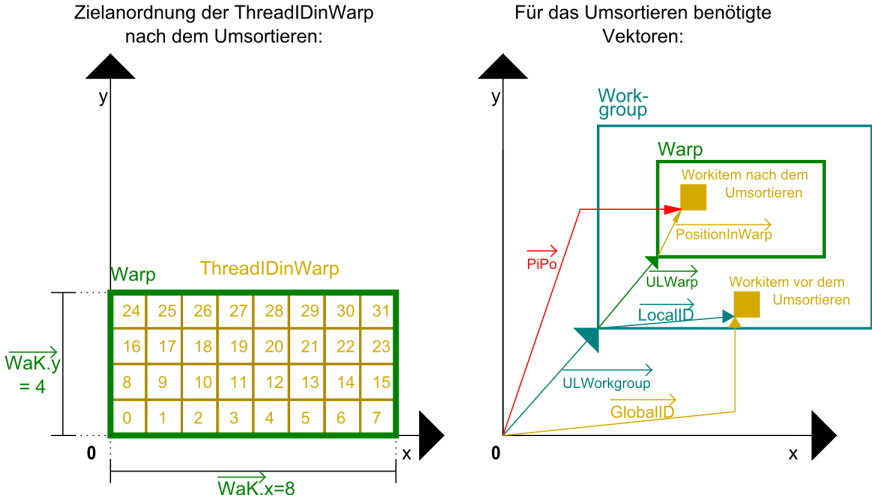 Zielanordnung der ThreadIDinWarp
nach dem Umsortieren:
y
Warp
ThreadIDinWarp
24 25 26 27 28 29 30 31
16 17 18 19 20 21 22 23
8 9 10 11 12 13 14 15
0 1 2 3 4 5 6 7
WaK.y
= 4
0
x
WaK.x=8
Für das Umsortieren benötigte
Vektoren:
y
Work-
group
Warp
Workitem nach dem
Umsortieren
PositionInWarp
PiPo
ULWarp
Workitem vor dem
Umsortieren
LocalID
ULWorkgroup
GlobalID
0
x